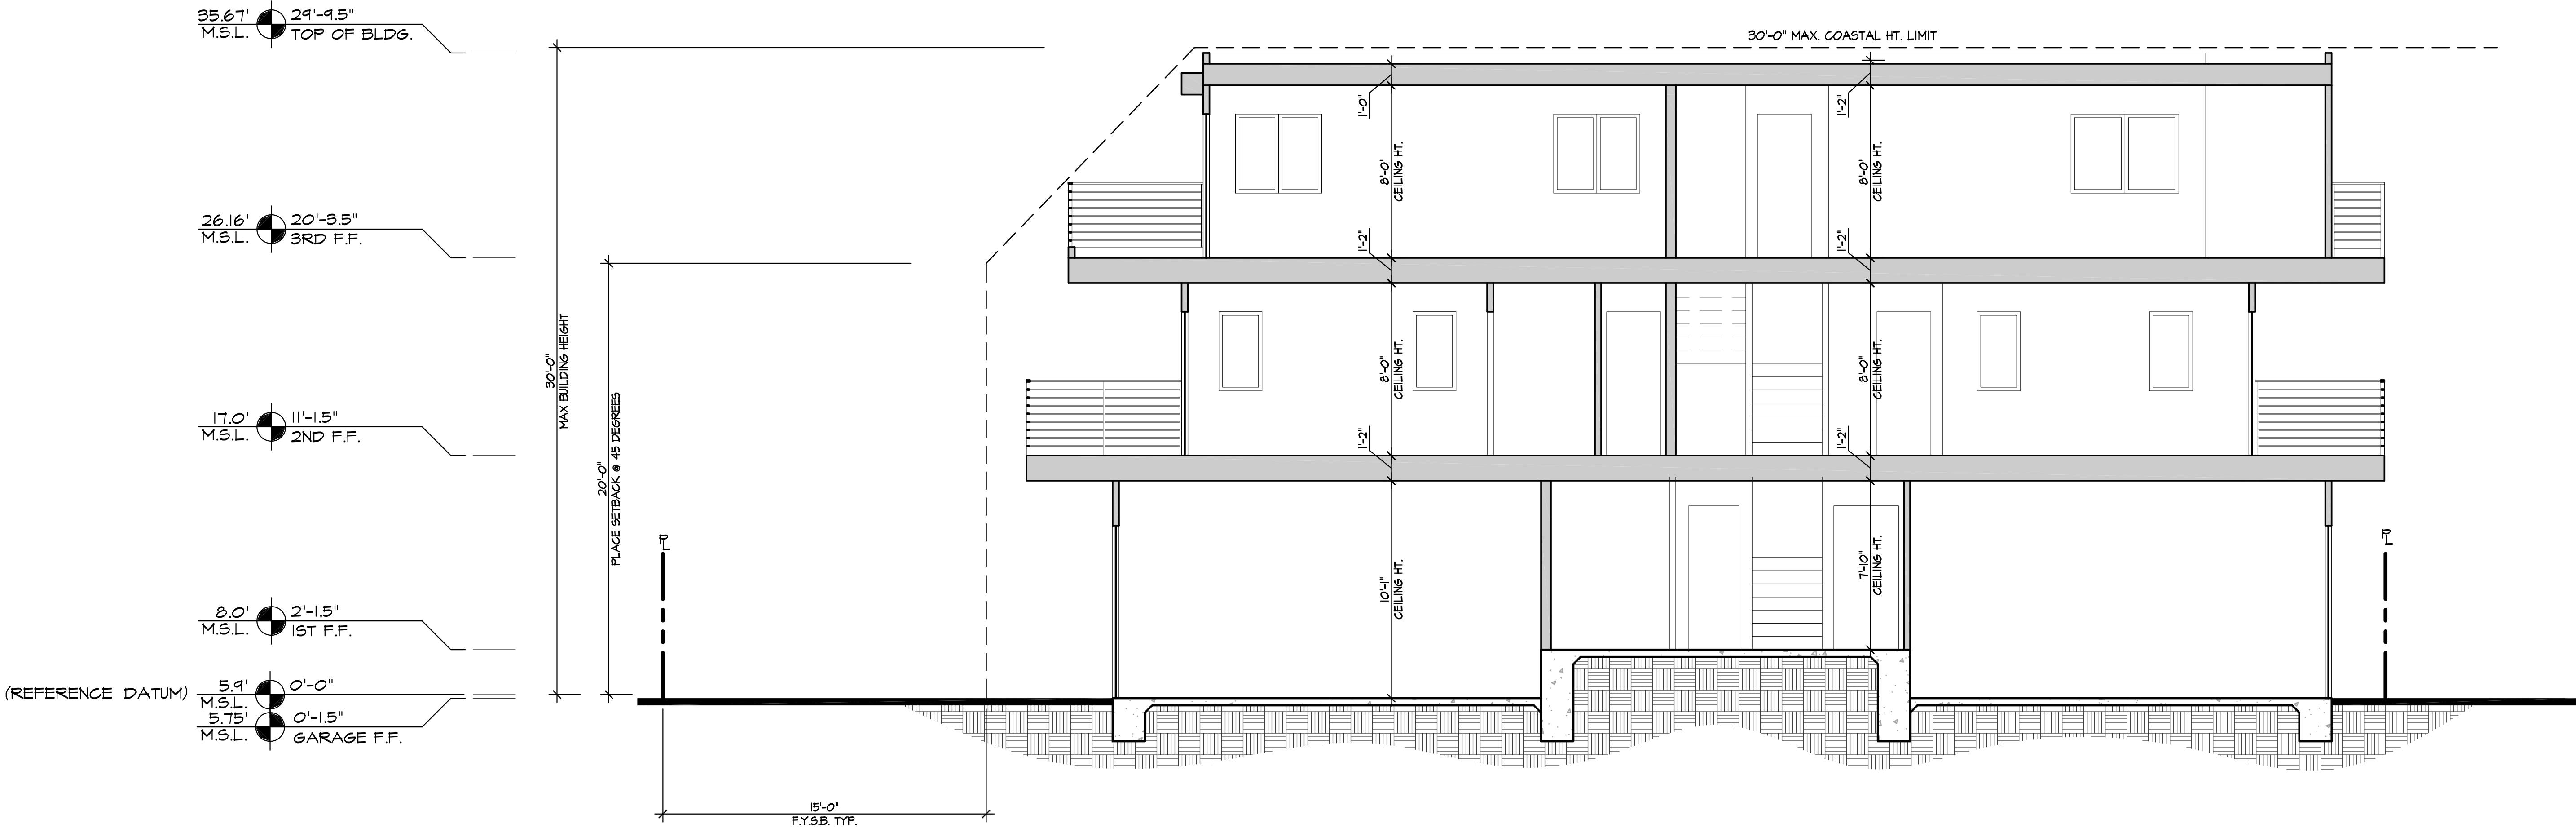 35.67' 29'-9.5"
M.S.L. TOP OF BLDG.
30'-0" MAX. COASTAL HT. LIMIT
1'-0"
1'-2"
8'-0"
CEILING HT.
8'-0"
CEILING HT.
26.16' 20'-3.5"
M.S.L. 3RD F.F.
1'-2"
1'-2"
30'-0"
MAX BUILDING HEIGHT
8'-0"
CEILING HT.
8'-0"
CEILING HT.
17.0' 11'-1.5"
M.S.L. 2ND F.F.
1'-2"
1'-2"
20'-0"
PLACE SETBACK @ 45 DEGREES
PL
PL
10'-1"
CEILING HT.
7'-10"
CEILING HT.
8.0' 2'-1.5"
M.S.L. 1ST F.F.
(REFERENCE DATUM) 5.9' 0'-0"
M.S.L.
5.75' 0'-1.5"
M.S.L. GARAGE F.F.
15'-0"
F.Y.S.B. TYP.